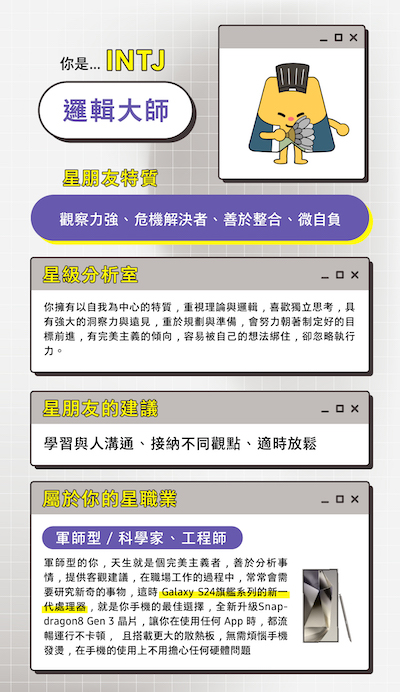 你是... INTJ
邏輯大師
星朋友特質
觀察力強、危機解決者、善於整合、微自負
星級分析室
你擁有以自我為中心的特質，重視理論與邏輯，喜歡獨立思考，具
有強大的洞察力與遠見，重於規劃與準備，會努力朝著制定好的目
標前進，有完美主義的傾向，容易被自己的想法綁住，卻忽略執行
力。
星朋友的建議
學習與人溝通、接納不同觀點、適時放鬆
屬於你的星職業
軍師型 / 科學家、工程師
軍師型的你，天生就是個完美主義者，善於分析事
情，提供客觀建議，在職場工作的過程中，常常會需
要研究新奇的事物，這時 Galaxy S24旗艦系列的新一
代處理器，就是你手機的最佳選擇，全新升級Snap-
dragon8 Gen 3 晶片，讓你在使用任何 App 時，都流
暢運行不卡頓， 且搭載更大的散熱板，無需煩惱手機
發燙，在手機的使用上不用擔心任何硬體問題